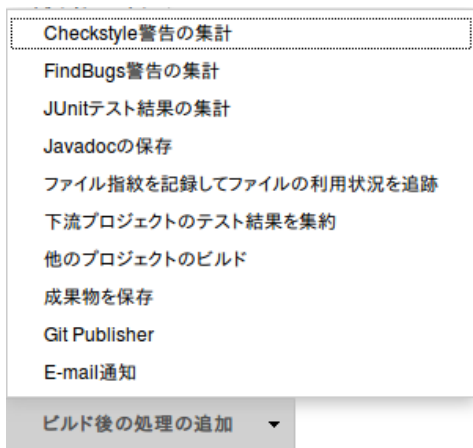 Checkstyle警告の集計
FindBugs警告の集計
JUnitテスト結果の集計
Javadocの保存
ファイル指紋を記録してファイルの利用状況を追跡
下流プロジェクトのテスト結果を集約
他のプロジェクトのビルド
成果物を保存
Git Publisher
E-mail通知
ビルド後の処理の追加